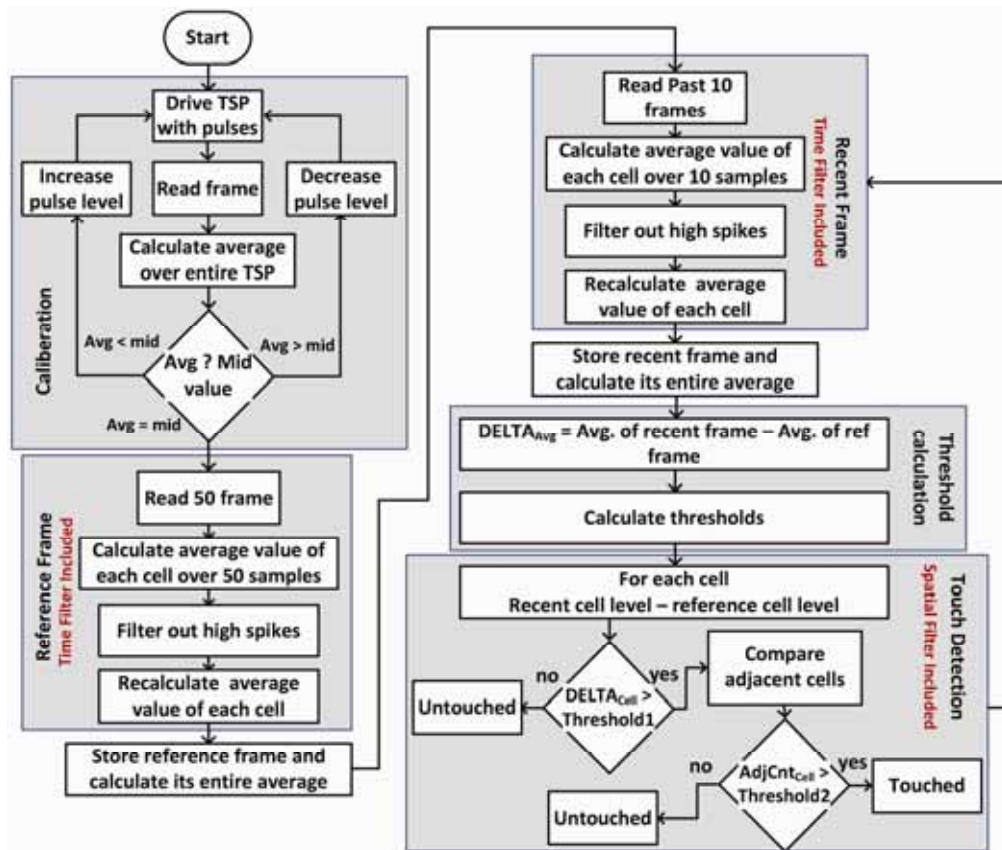 Start
Drive TSP
with pulses
Increase
pulse level
Read frame
Decrease
pulse level
Calculate average
over entire TSP
Avg < mid
Avg > mid
Avg ? Mid
value
Avg = mid
Caliberation
Read 50 frame
Calculate average value of
each cell over 50 samples
Filter out high spikes
Recalculate average
value of each cell
Reference Frame
Time Filter Included
Store reference frame and
calculate its entire average
Read Past 10
frames
Calculate average value of
each cell over 10 samples
Filter out high spikes
Recalculate average
value of each cell
Recent Frame
Time Filter Included
Store recent frame and
calculate its entire average
DELTAAvg = Avg. of recent frame – Avg. of ref
frame
Calculate thresholds
Threshold
calculation
For each cell
Recent cell level – reference cell level
no
yes
DELTACell >
Threshold1
Untouched
Compare
adjacent cells
no
yes
AdjCntCell >
Threshold2
Untouched
Touched
Touch Detection
Spatial Filter Included